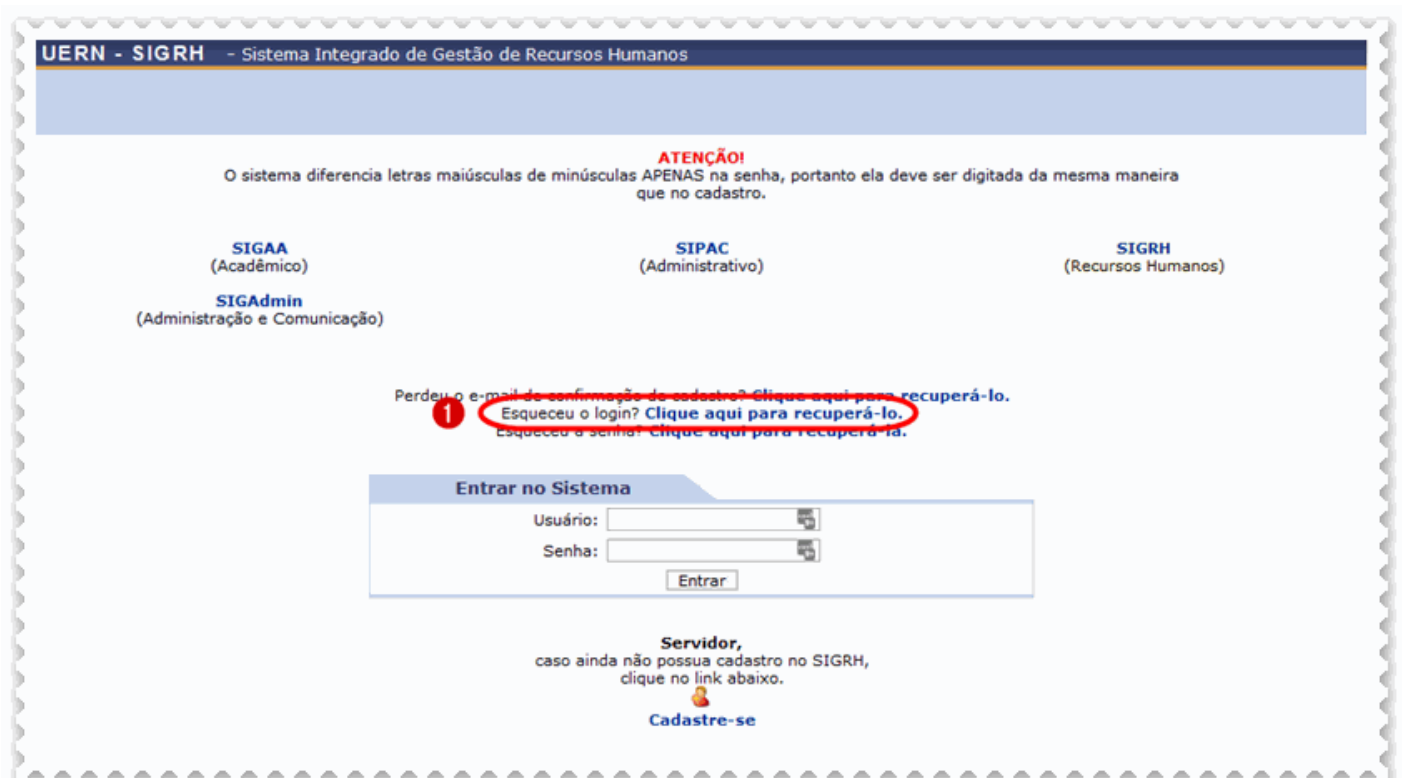 UERN - SIGRH - Sistema Integrado de Gestão de Recursos Humanos
ATENÇÃO!
O sistema diferencia letras maiúsculas de minúsculas APENAS na senha, portanto ela deve ser digitada da mesma maneira
que no cadastro.
SIGAA SIPAC SIGRH
(Acadêmico) (Administrativo) (Recursos Humanos)
SIGAdmin
(Administração e Comunicação)
Perdeu o e-mail de confirmação de cadastro? Clique aqui para recuperá-lo.
1 Esqueceu o login? Clique aqui para recuperá-lo.
Esqueceu a senha? Clique aqui para recuperá-la.
Entrar no Sistema
Usuário:
Senha:
Entrar
Servidor,
caso ainda não possua cadastro no SIGRH,
clique no link abaixo.
Cadastre-se